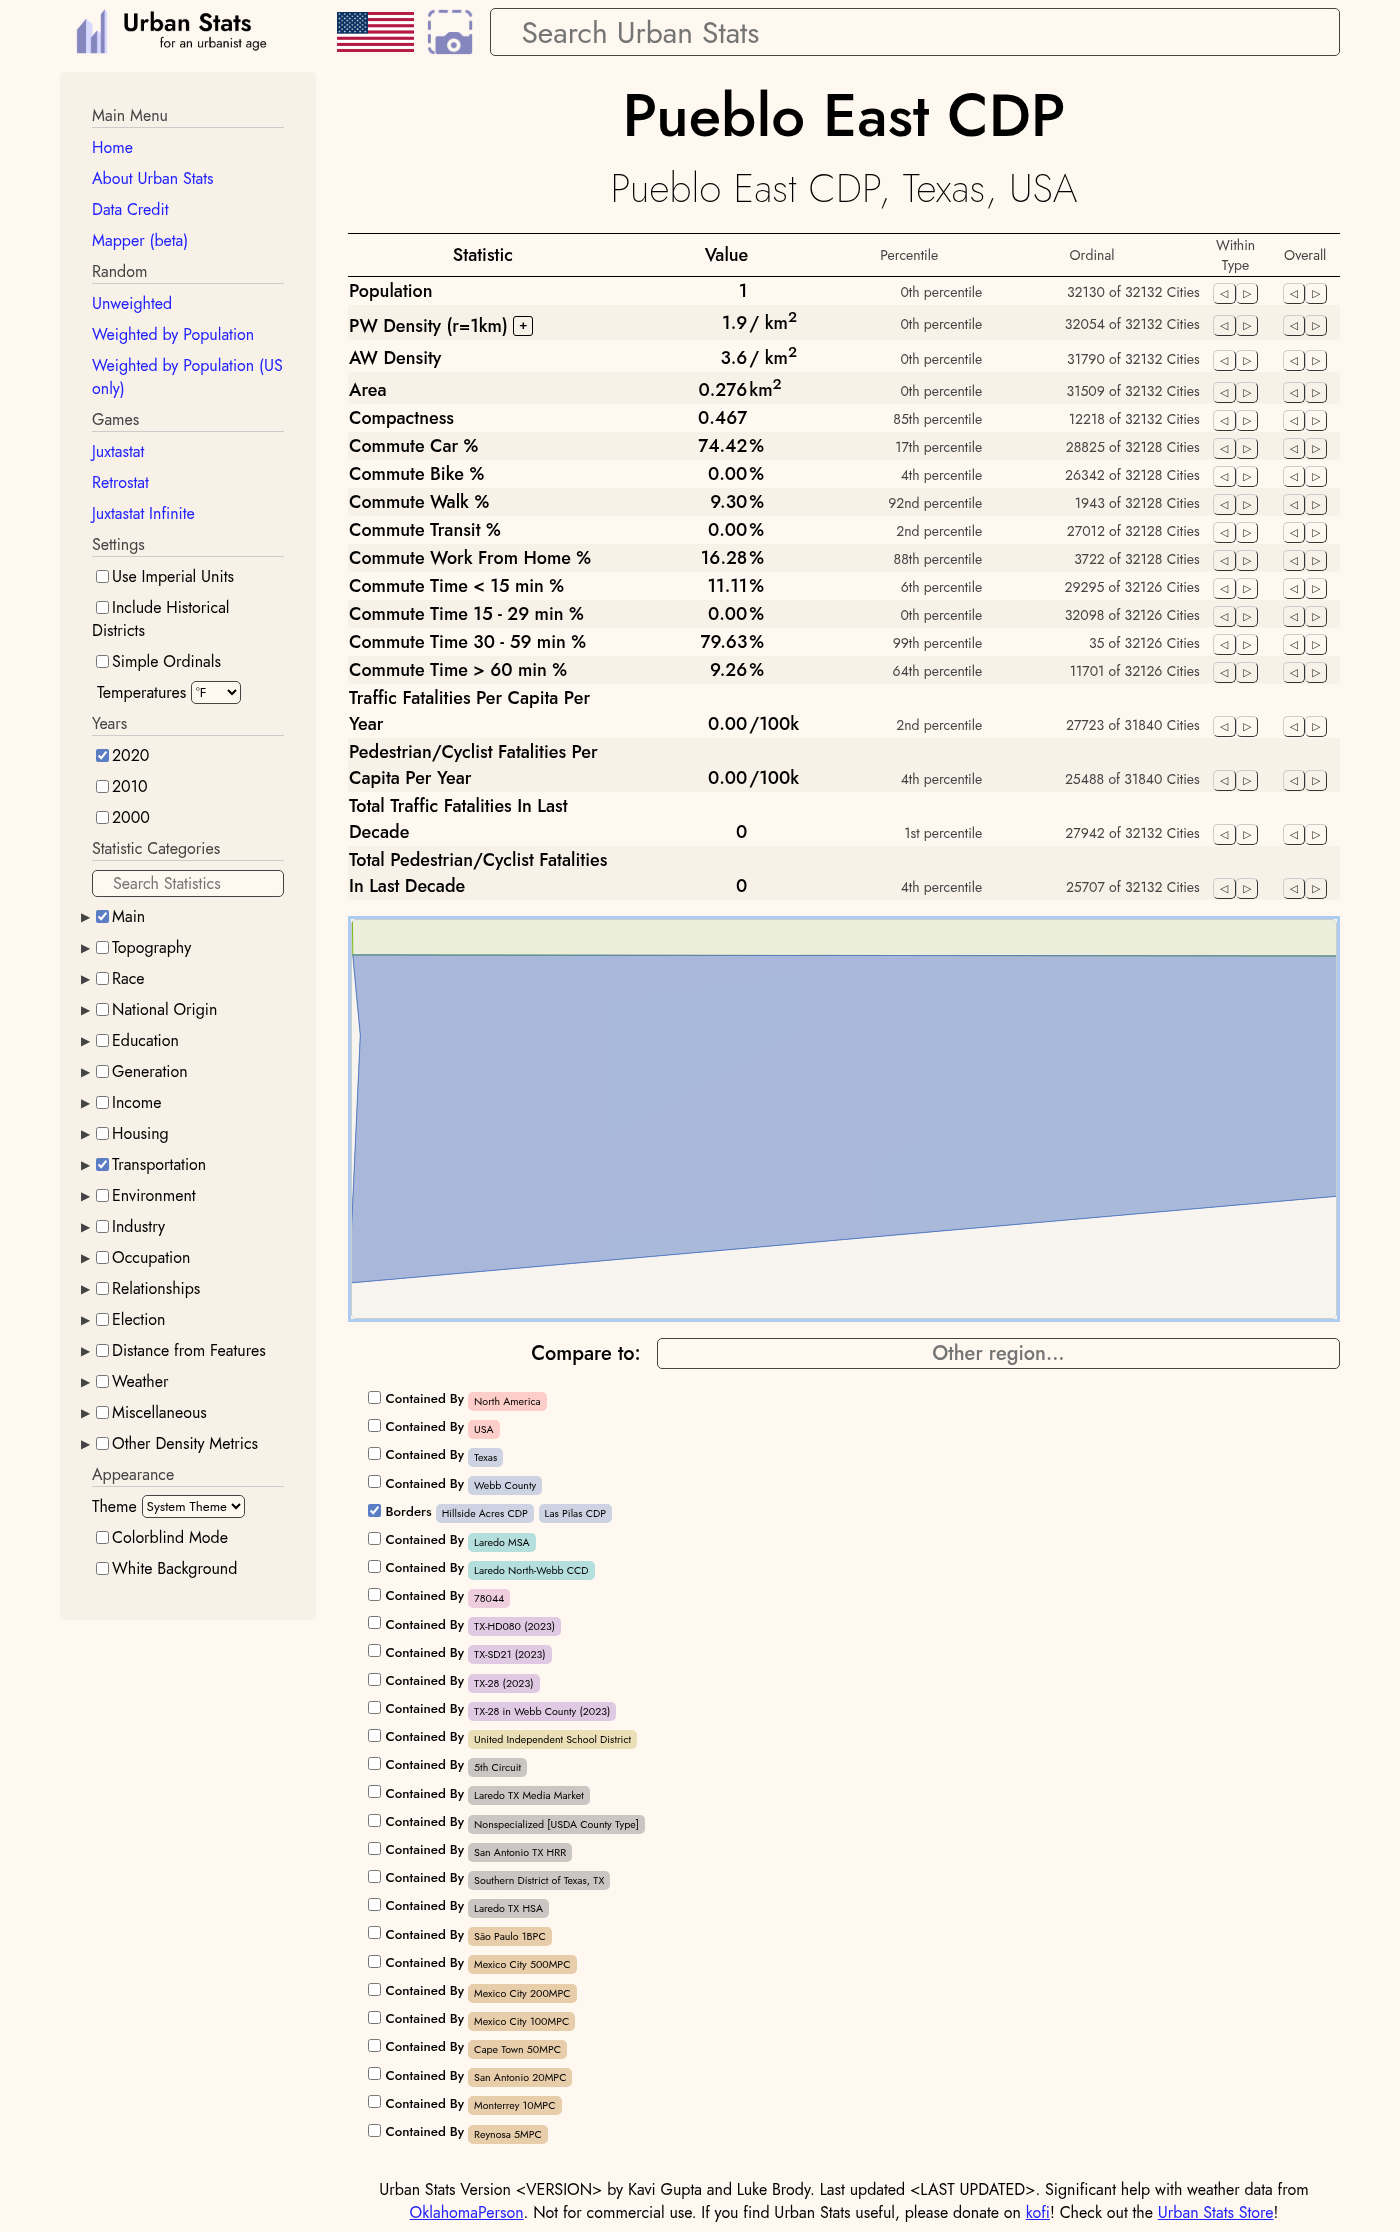 Urban Stats
for an urbanist age
Search Urban Stats
Main Menu
Home
About Urban Stats
Data Credit
Mapper (beta)
Random
Unweighted
Weighted by Population
Weighted by Population (US
only)
Games
Juxtastat
Retrostat
Juxtastat Infinite
Settings
Use Imperial Units
Include Historical
Districts
Simple Ordinals
Temperatures °F
Years
2020
2010
2000
Statistic Categories
Search Statistics
Main
Topography
Race
National Origin
Education
Generation
Income
Housing
Transportation
Environment
Industry
Occupation
Relationships
Election
Distance from Features
Weather
Miscellaneous
Other Density Metrics
Appearance
Theme System Theme
Colorblind Mode
White Background
Pueblo East CDP
Pueblo East CDP, Texas, USA
Statistic Value Percentile Ordinal Within Type Overall
Population 1 0th percentile 32130 of 32132 Cities
PW Density (r=1km) + 1.9 / km2 0th percentile 32054 of 32132 Cities
AW Density 3.6 / km2 0th percentile 31790 of 32132 Cities
Area 0.276 km2 0th percentile 31509 of 32132 Cities
Compactness 0.467 85th percentile 12218 of 32132 Cities
Commute Car % 74.42 % 17th percentile 28825 of 32128 Cities
Commute Bike % 0.00 % 4th percentile 26342 of 32128 Cities
Commute Walk % 9.30 % 92nd percentile 1943 of 32128 Cities
Commute Transit % 0.00 % 2nd percentile 27012 of 32128 Cities
Commute Work From Home % 16.28 % 88th percentile 3722 of 32128 Cities
Commute Time < 15 min % 11.11 % 6th percentile 29295 of 32126 Cities
Commute Time 15 - 29 min % 0.00 % 0th percentile 32098 of 32126 Cities
Commute Time 30 - 59 min % 79.63 % 99th percentile 35 of 32126 Cities
Commute Time > 60 min % 9.26 % 64th percentile 11701 of 32126 Cities
Traffic Fatalities Per Capita Per
Year 0.00 /100k 2nd percentile 27723 of 31840 Cities
Pedestrian/Cyclist Fatalities Per
Capita Per Year 0.00 /100k 4th percentile 25488 of 31840 Cities
Total Traffic Fatalities In Last
Decade 0 1st percentile 27942 of 32132 Cities
Total Pedestrian/Cyclist Fatalities
In Last Decade 0 4th percentile 25707 of 32132 Cities
Compare to: Other region...
Contained By North America
Contained By USA
Contained By Texas
Contained By Webb County
Borders Hillside Acres CDP Las Pilas CDP
Contained By Laredo MSA
Contained By Laredo North-Webb CCD
Contained By 78044
Contained By TX-HD080 (2023)
Contained By TX-SD21 (2023)
Contained By TX-28 (2023)
Contained By TX-28 in Webb County (2023)
Contained By United Independent School District
Contained By 5th Circuit
Contained By Laredo TX Media Market
Contained By Nonspecialized [USDA County Type]
Contained By San Antonio TX HRR
Contained By Southern District of Texas, TX
Contained By Laredo TX HSA
Contained By São Paulo 1BPC
Contained By Mexico City 500MPC
Contained By Mexico City 200MPC
Contained By Mexico City 100MPC
Contained By Cape Town 50MPC
Contained By San Antonio 20MPC
Contained By Monterrey 10MPC
Contained By Reynosa 5MPC
Urban Stats Version <VERSION> by Kavi Gupta and Luke Brody. Last updated <LAST UPDATED>. Significant help with weather data from
OklahomaPerson. Not for commercial use. If you find Urban Stats useful, please donate on kofi! Check out the Urban Stats Store!